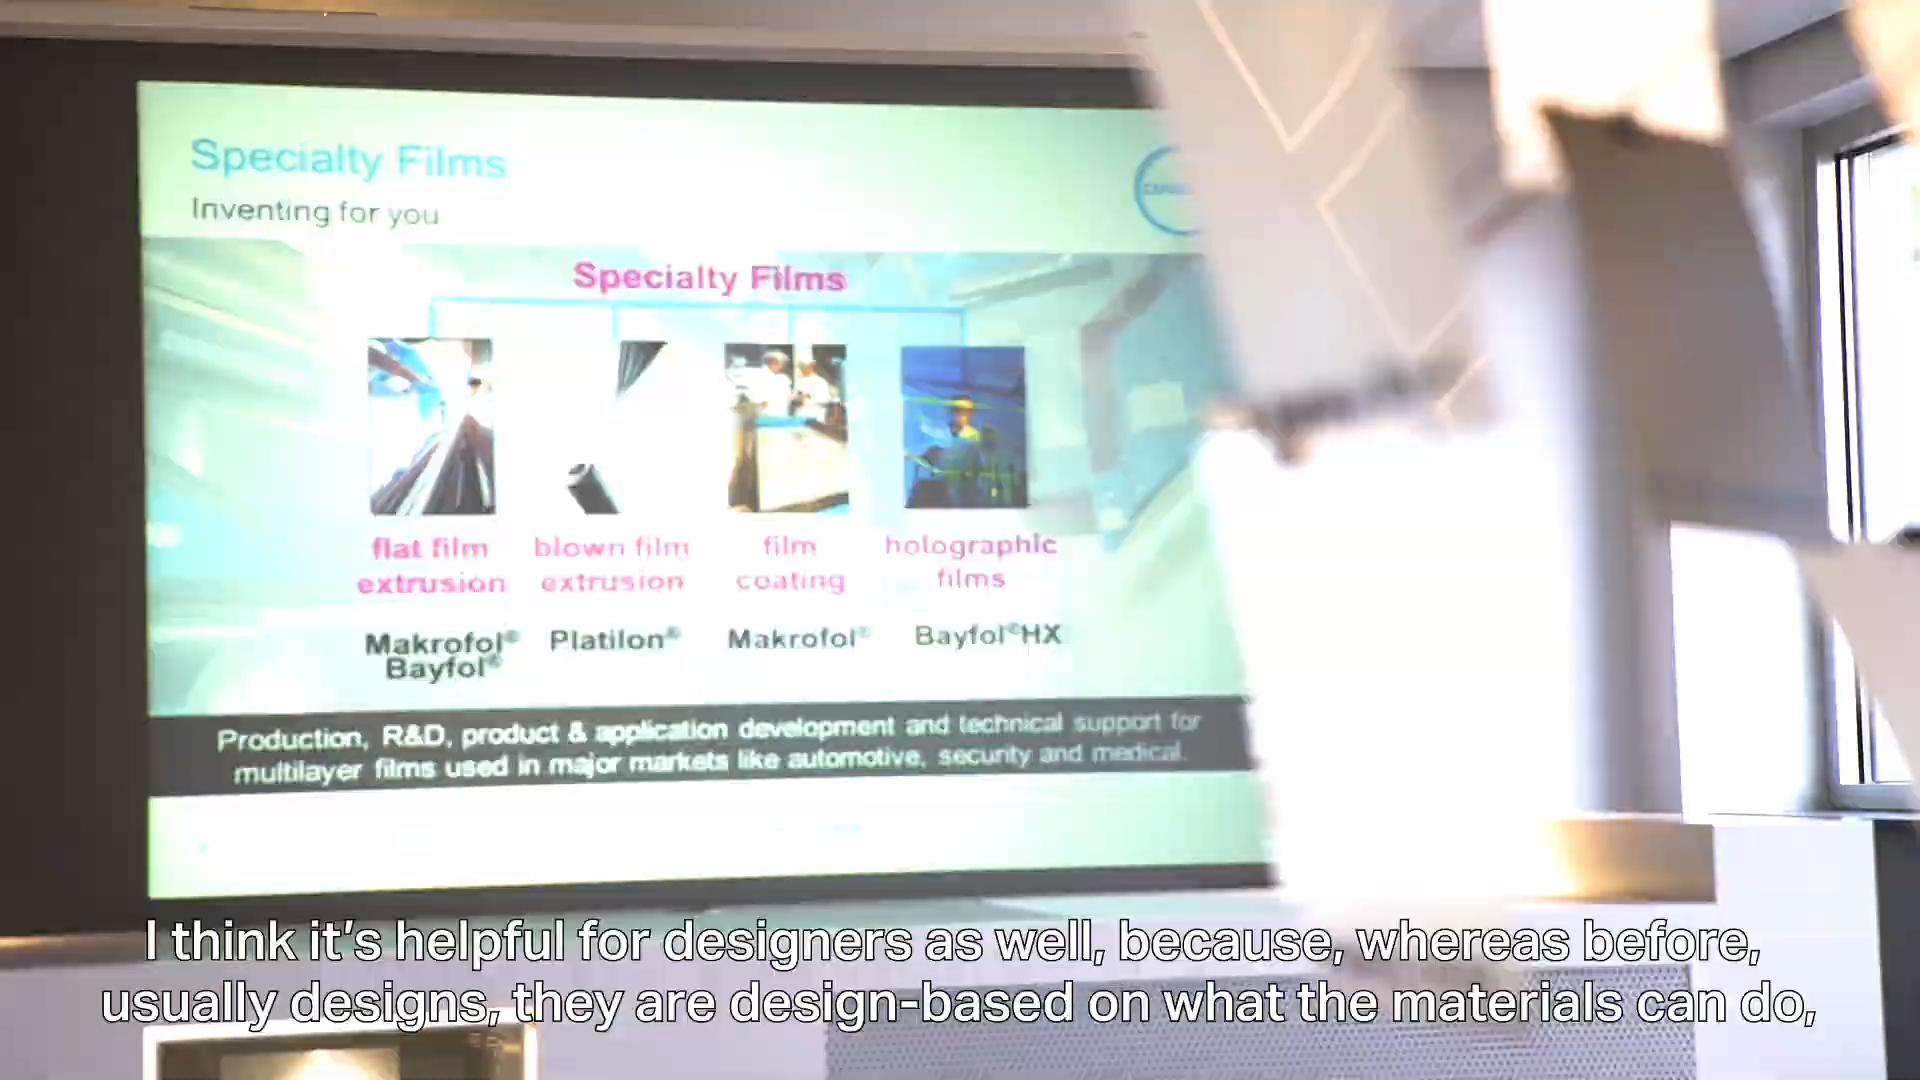 Specialty Films
Inventing for you
Specialty Films
flat film
extrusion
blown film
extrusion
film
coating
holographic
films
Makrofol®
Bayfol®
Platilon®
Makrofol®
Bayfol®HX
Production, R&D, product & application development and technical support for
multilayer films used in major markets like automotive, security and medical.
I think it's helpful for designers as well, because, whereas before,
usually designs, they are design-based on what the materials can do,